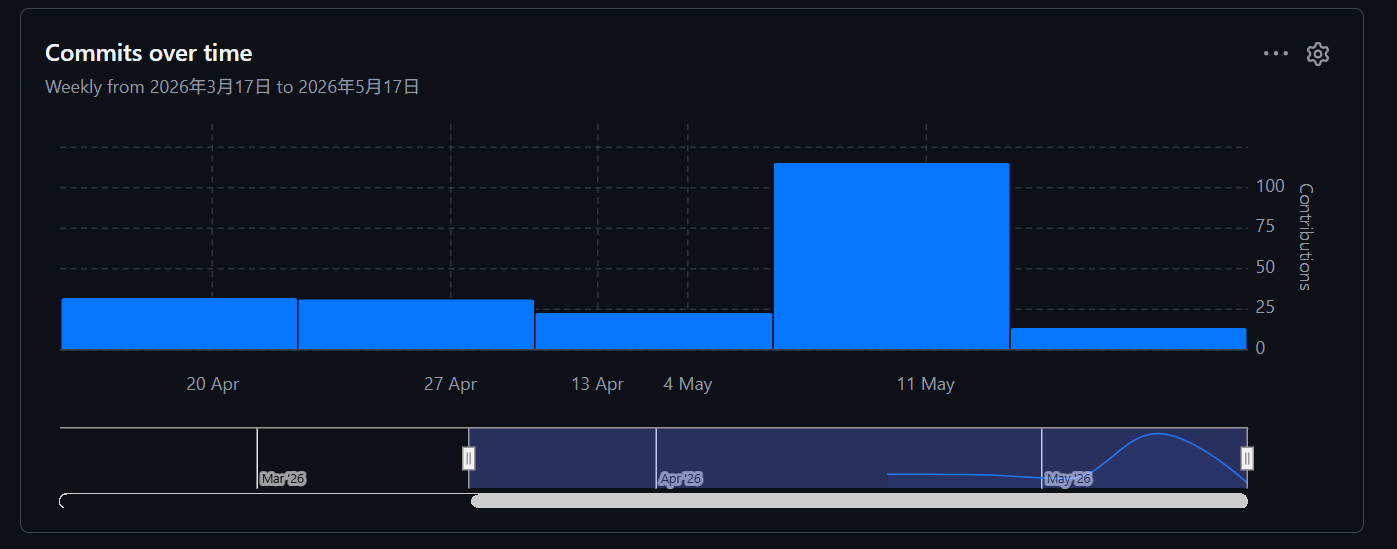 Commits over time
Weekly from 2026年3月17日 to 2026年5月17日
100
75
50
25
0
Contributions
20 Apr
27 Apr
13 Apr
4 May
11 May
Mar '26
Apr '26
May '26